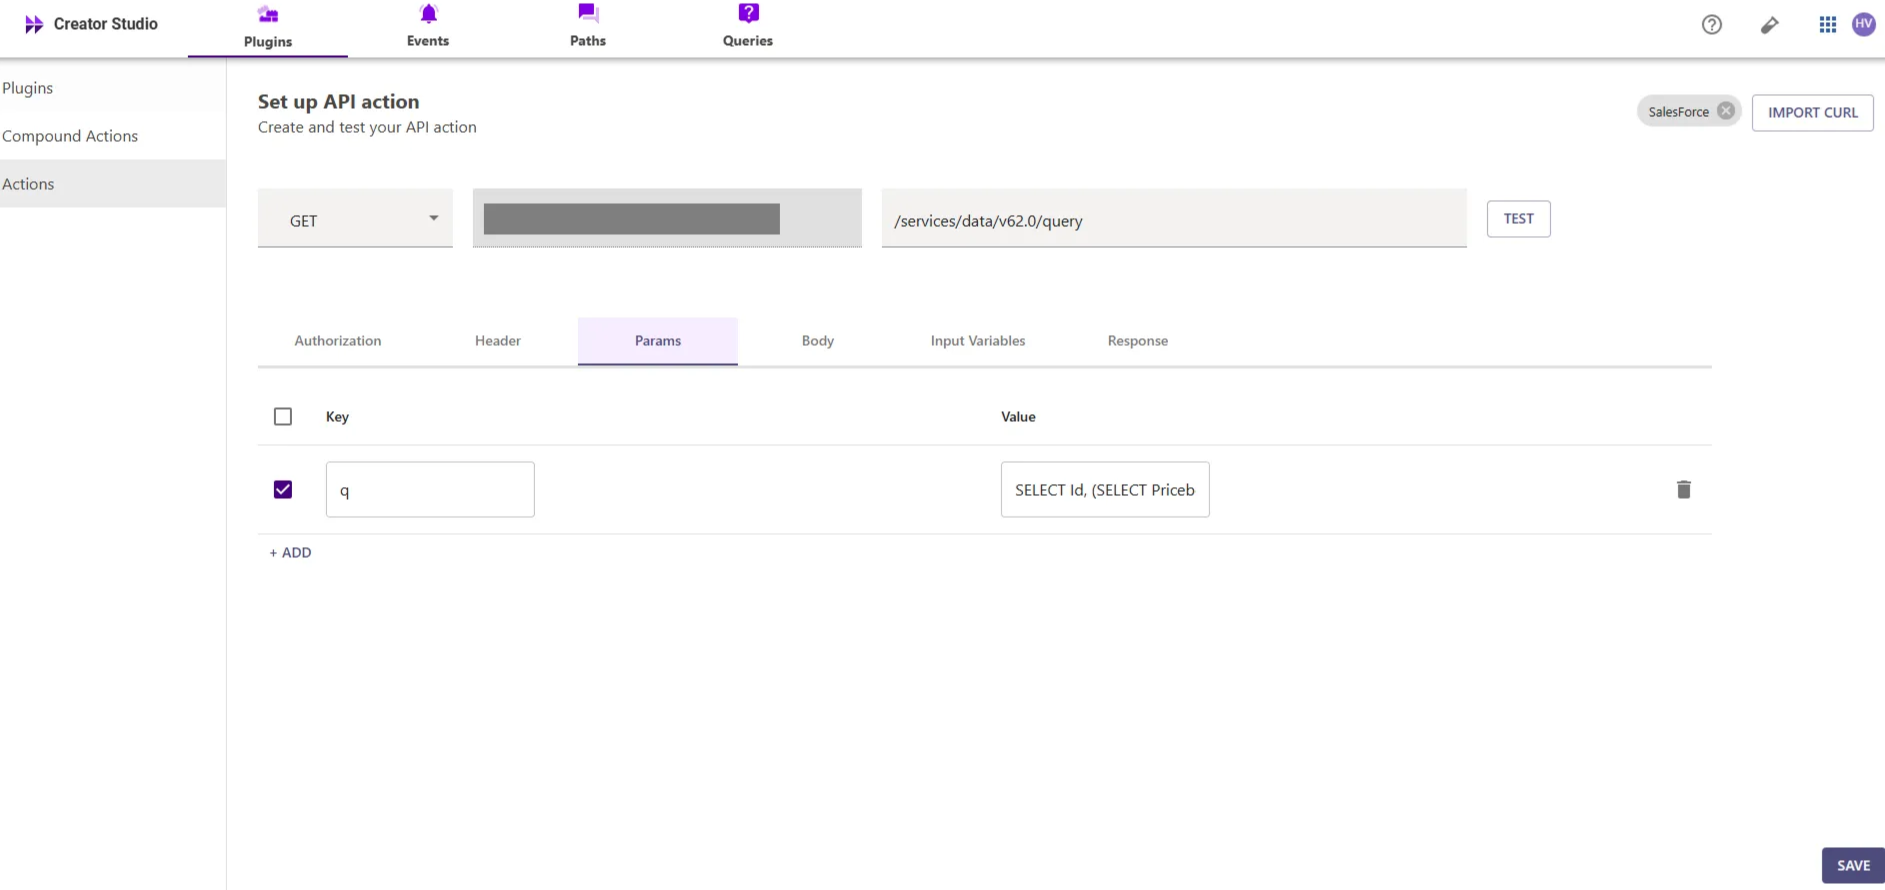 Creator Studio
Plugins
Events
Paths
Queries
HV
Plugins
Compound Actions
Actions
Set up API action
Create and test your API action
SalesForce
IMPORT CURL
GET
/services/data/v62.0/query
TEST
Authorization
Header
Params
Body
Input Variables
Response
Key
Value
q
SELECT Id, (SELECT Priceb
+ ADD
SAVE